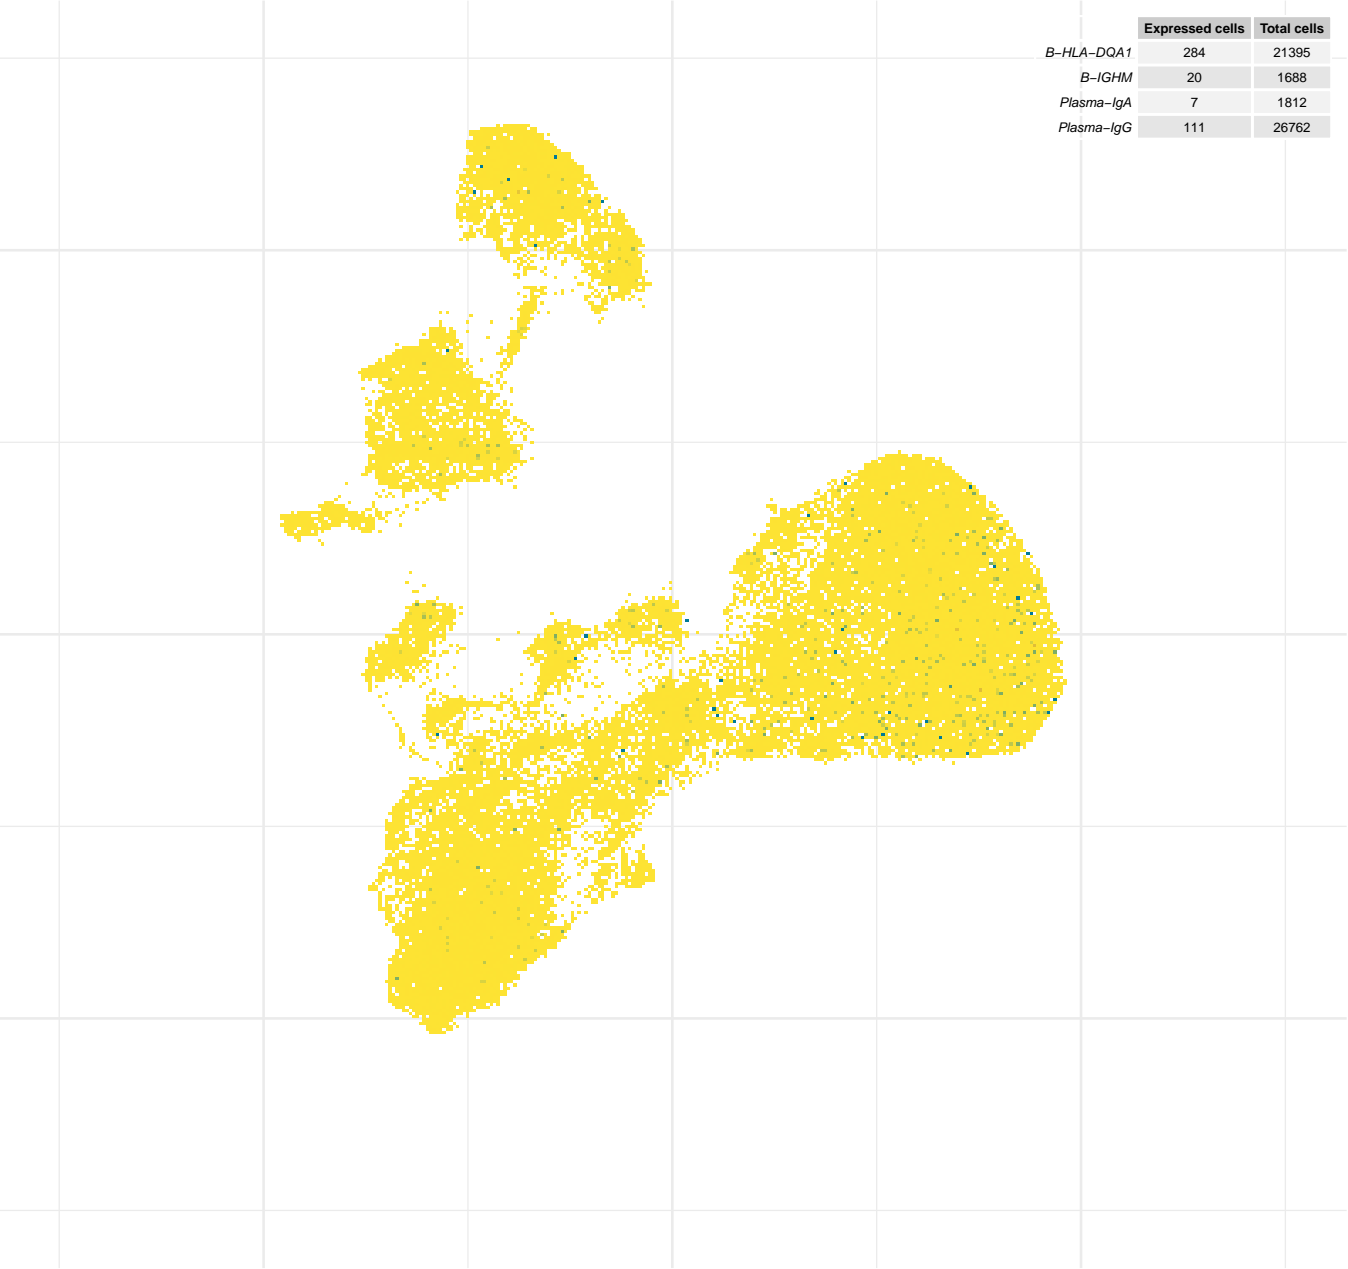 Expressed cells Total cells
B−HLA−DQA1 284 21395
B−IGHM 20 1688
Plasma−IgA 7 1812
Plasma−IgG 111 26762